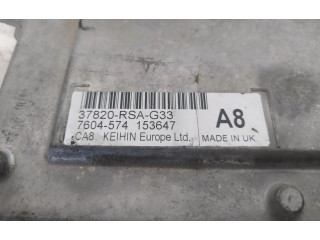 37820-RSA-G33
7604-574 153647
CA8 KEIHIN Europe Ltd.
A8
MADE IN UK